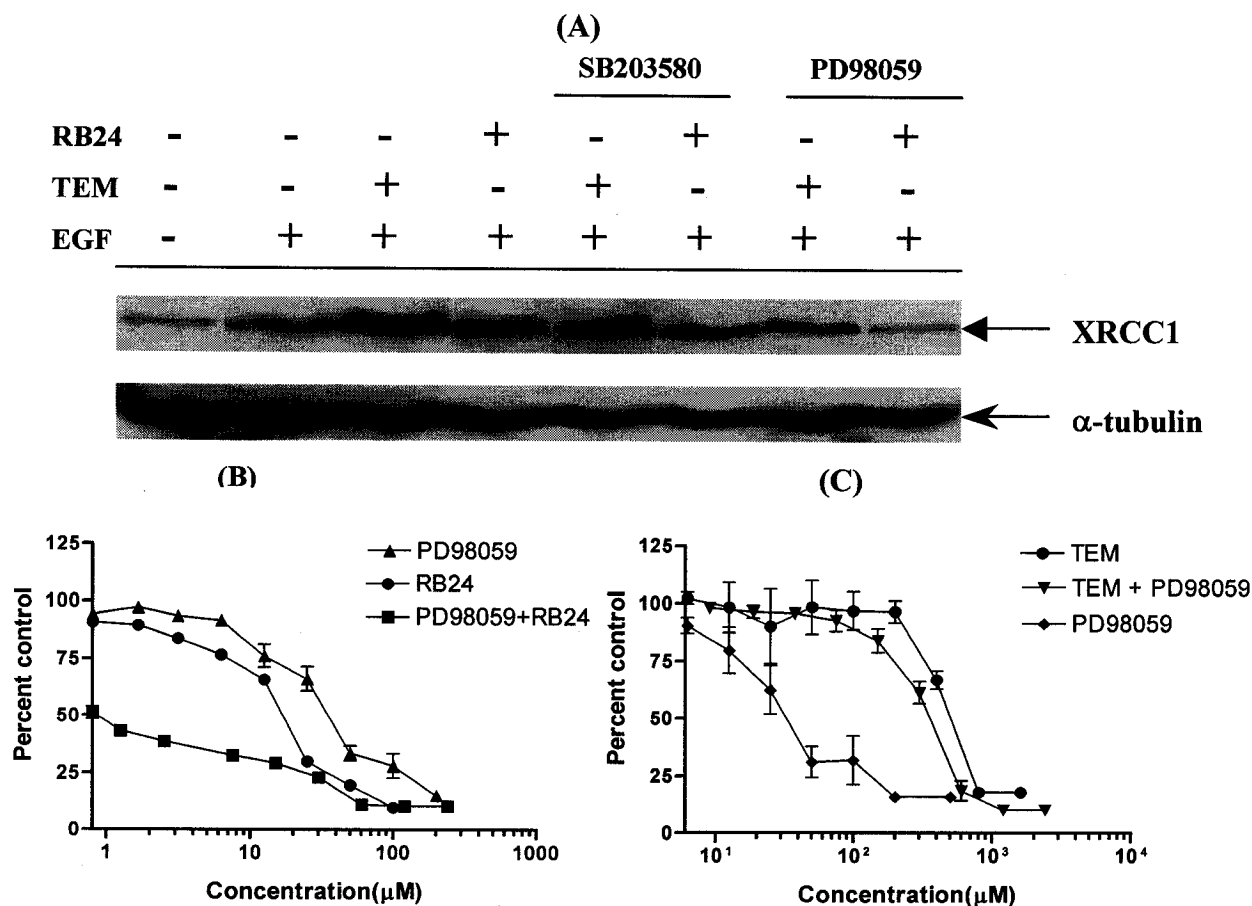 (A)
SB203580 PD98059
RB24 - - - + - + - +
TEM - - + - + - + -
EGF - + + + + + + +
XRCC1
α-tubulin
(B)
(C)
125
100
75
50
25
0
Percent control
PD98059
RB24
PD98059+RB24
1 10 100 1000
Concentration(μM)
125
100
75
50
25
0
Percent control
TEM
TEM + PD98059
PD98059
10¹ 10² 10³ 10⁴
Concentration(μM)